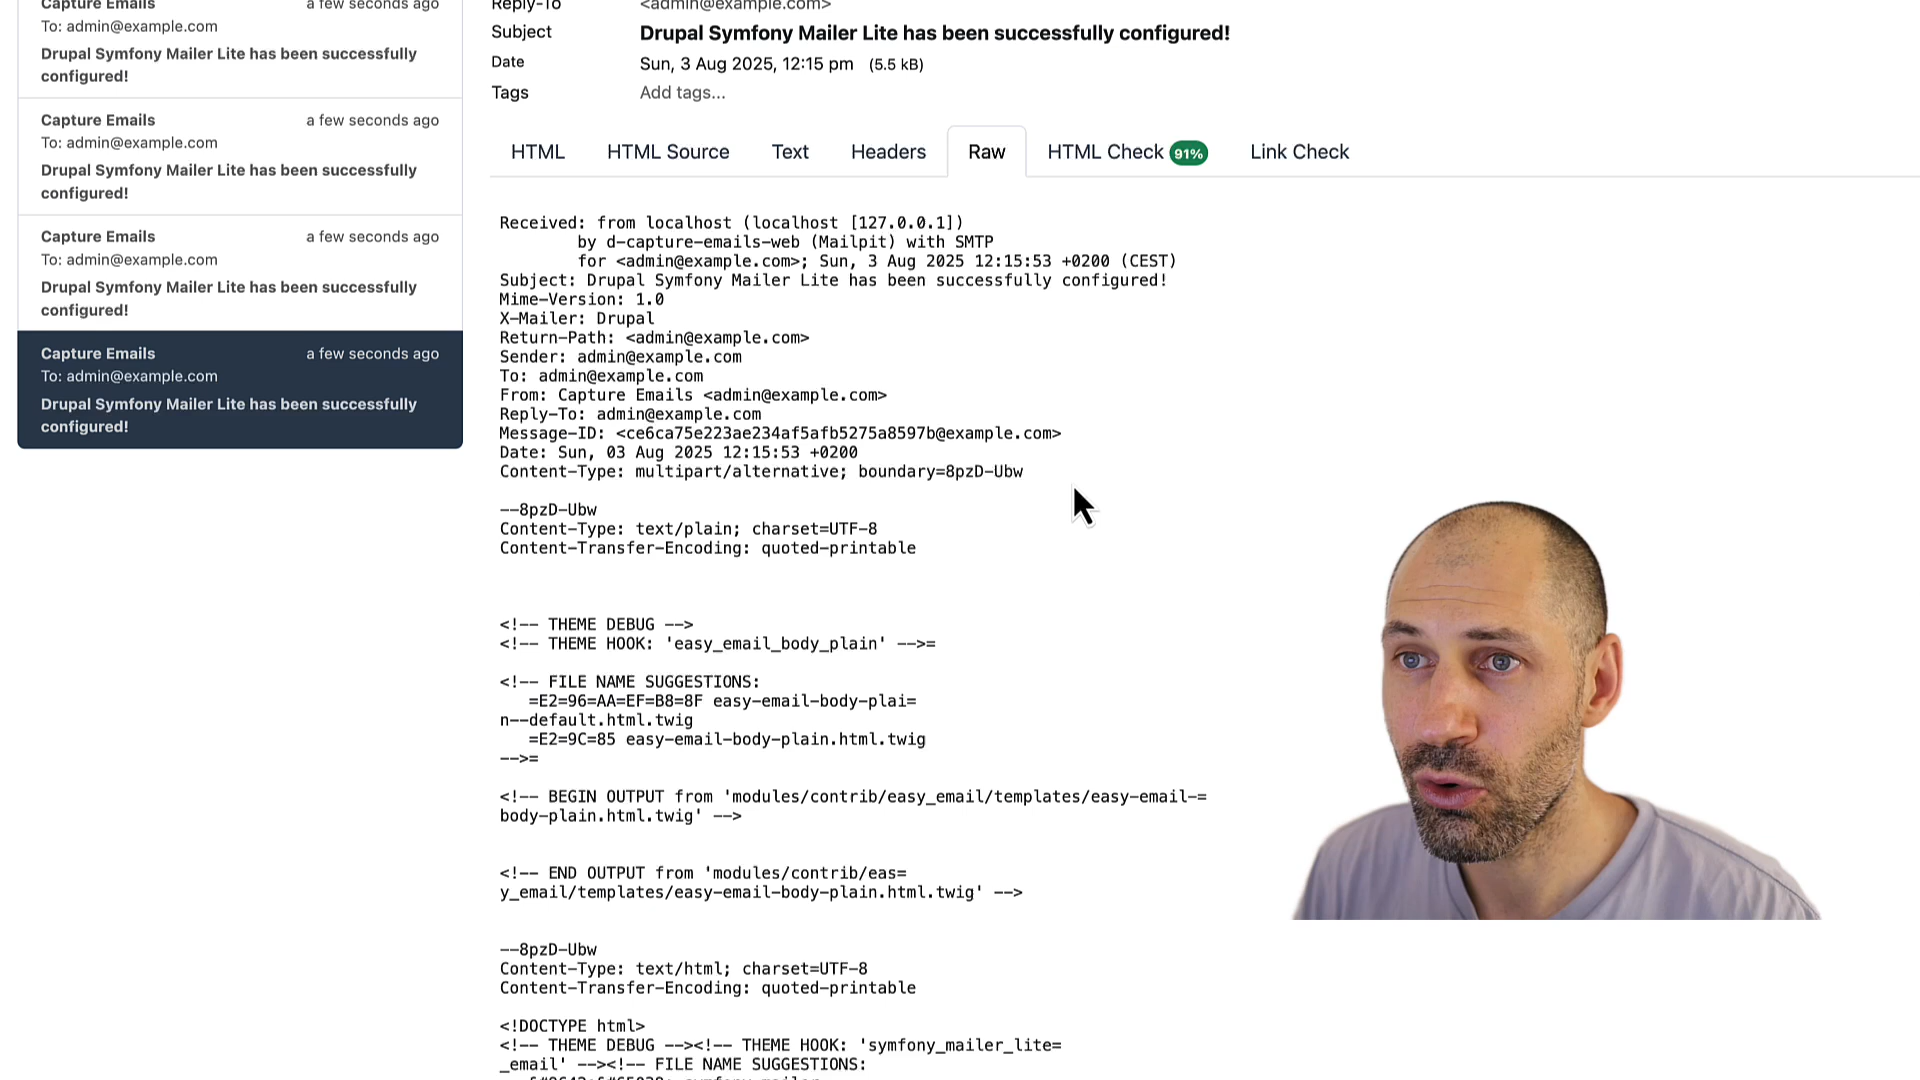 Capture Emails a few seconds ago
To: admin@example.com
Drupal Symfony Mailer Lite has been successfully
configured!
Capture Emails a few seconds ago
To: admin@example.com
Drupal Symfony Mailer Lite has been successfully
configured!
Capture Emails a few seconds ago
To: admin@example.com
Drupal Symfony Mailer Lite has been successfully
configured!
Capture Emails a few seconds ago
To: admin@example.com
Drupal Symfony Mailer Lite has been successfully
configured!
Reply-To <admin@example.com>
Subject Drupal Symfony Mailer Lite has been successfully configured!
Date Sun, 3 Aug 2025, 12:15 pm (5.5 kB)
Tags Add tags...
HTML HTML Source Text Headers Raw HTML Check 91% Link Check
Received: from localhost (localhost [127.0.0.1])
by d-capture-emails-web (Mailpit) with SMTP
for <admin@example.com>; Sun, 3 Aug 2025 12:15:53 +0200 (CEST)
Subject: Drupal Symfony Mailer Lite has been successfully configured!
Mime-Version: 1.0
X-Mailer: Drupal
Return-Path: <admin@example.com>
Sender: admin@example.com
To: admin@example.com
From: Capture Emails <admin@example.com>
Reply-To: admin@example.com
Message-ID: <ce6ca75e223ae234af5afb5275a8597b@example.com>
Date: Sun, 03 Aug 2025 12:15:53 +0200
Content-Type: multipart/alternative; boundary=8pzD-Ubw
--8pzD-Ubw
Content-Type: text/plain; charset=UTF-8
Content-Transfer-Encoding: quoted-printable
<!-- THEME DEBUG -->
<!-- THEME HOOK: 'easy_email_body_plain' -->=
<!-- FILE NAME SUGGESTIONS:
=E2=96=AA=EF=B8=8F easy-email-body-plai=
n--default.html.twig
=E2=9C=85 easy-email-body-plain.html.twig
-->=
<!-- BEGIN OUTPUT from 'modules/contrib/easy_email/templates/easy-email-=
body-plain.html.twig' -->
<!-- END OUTPUT from 'modules/contrib/eas=
y_email/templates/easy-email-body-plain.html.twig' -->
--8pzD-Ubw
Content-Type: text/html; charset=UTF-8
Content-Transfer-Encoding: quoted-printable
<!DOCTYPE html>
<!-- THEME DEBUG --><!-- THEME HOOK: 'symfony_mailer_lite=
_email' --><!-- FILE NAME SUGGESTIONS: